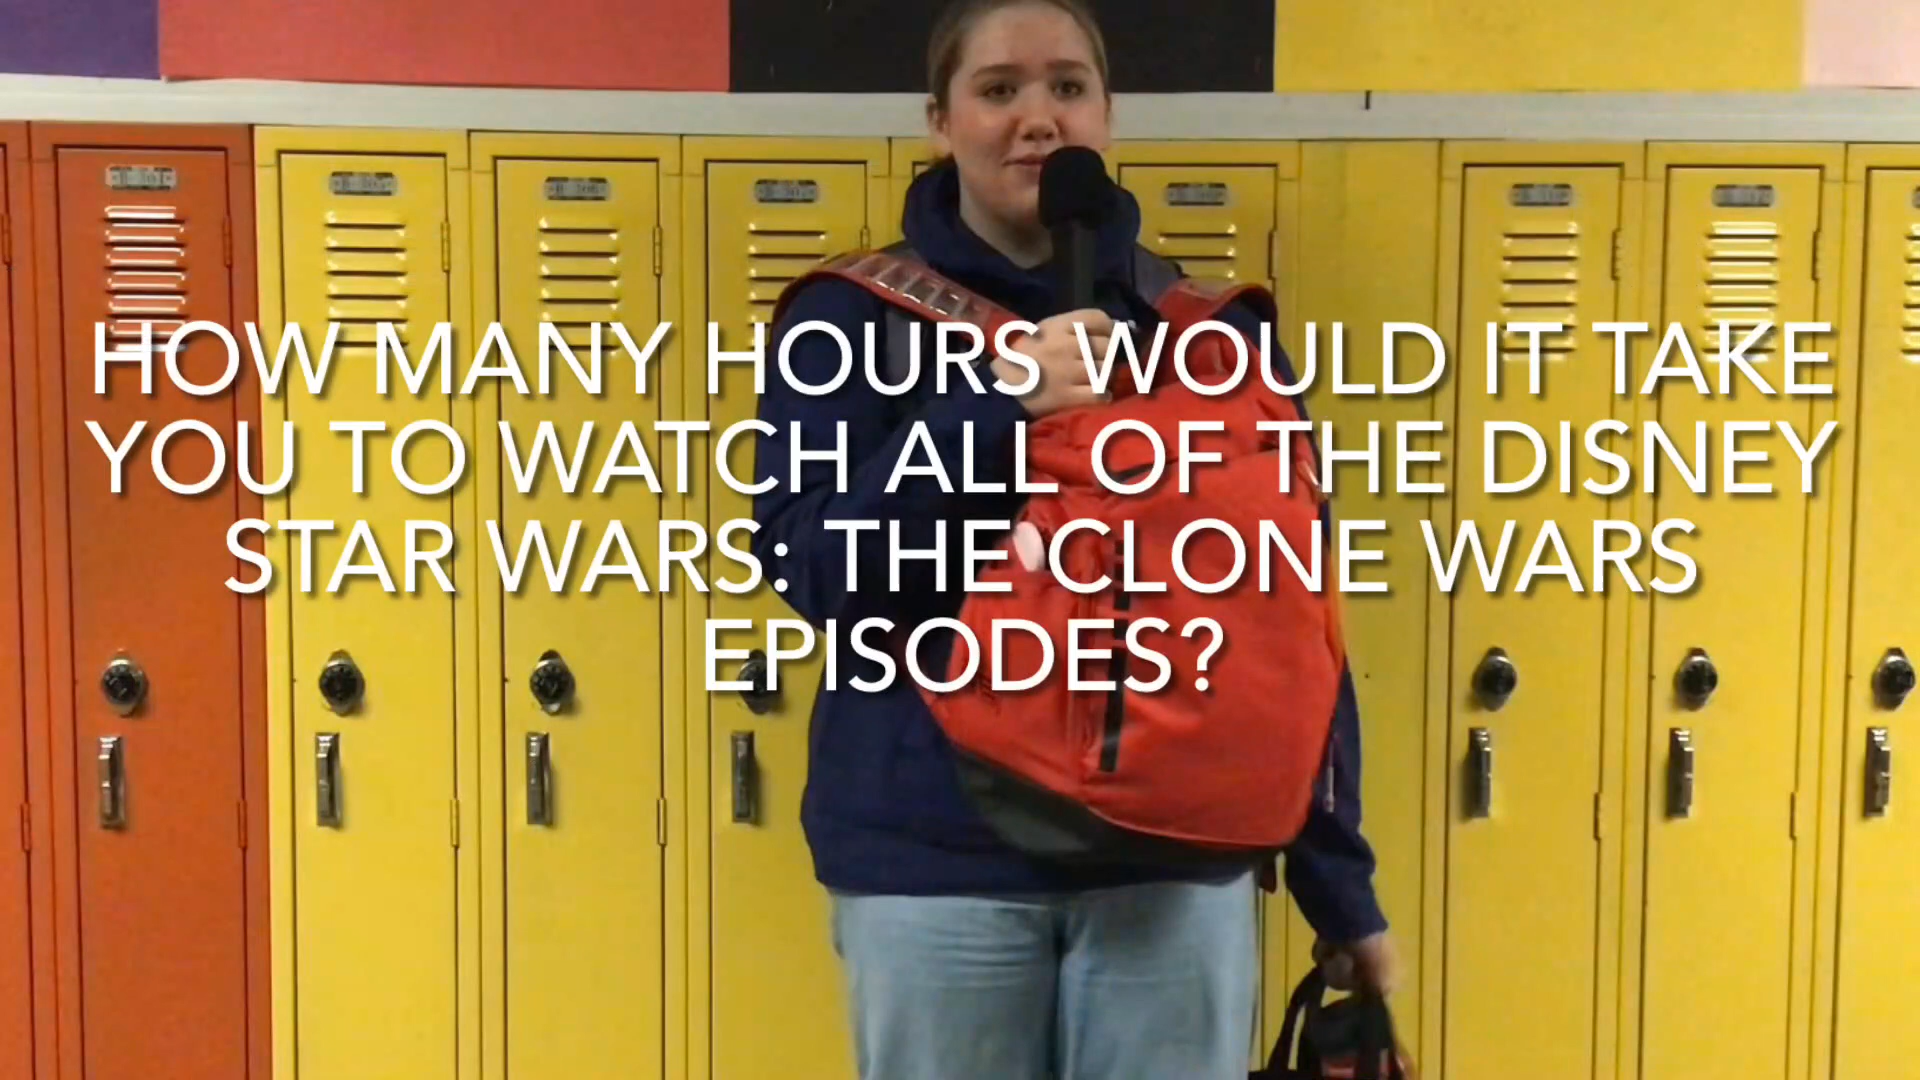 HOW MANY HOURS WOULD IT TAKE
YOU TO WATCH ALL OF THE DISNEY
STAR WARS: THE CLONE WARS
EPISODES?